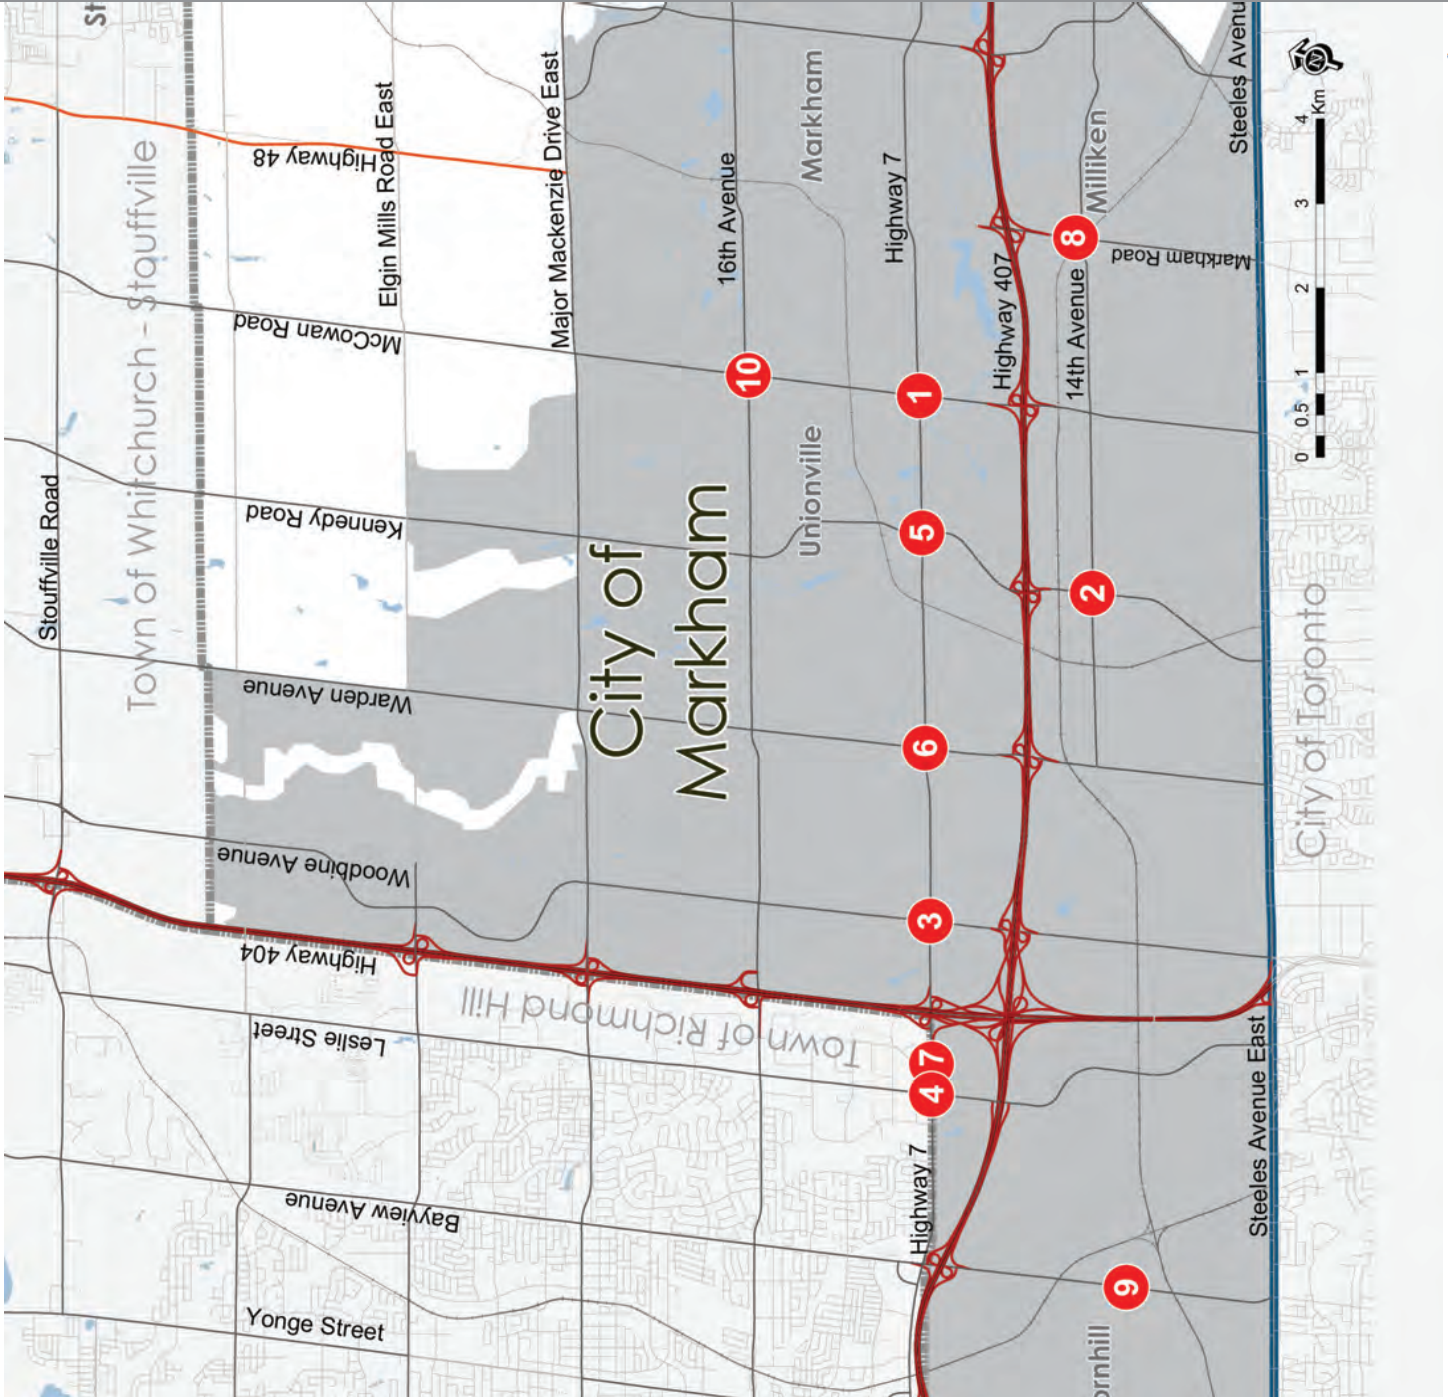 St
Stouffville Road
Town of Whitchurch - Stouffville
Highway 48
Elgin Mills Road East
McCowan Road
Kennedy Road
Warden Avenue
Woodbine Avenue
Highway 404
Leslie Street
Bayview Avenue
Yonge Street
Major Mackenzie Drive East
City of
Markham
Town of Richmond Hill
16th Avenue
Markham
Unionville
Highway 7
Highway 7
Highway 407
14th Avenue
Milliken
Markham Road
10
1
5
6
3
7
4
8
2
9
ornhill
Steeles Avenu
Steeles Avenue East
City of Toronto
0 0.5 1 2 3 4
Km
N